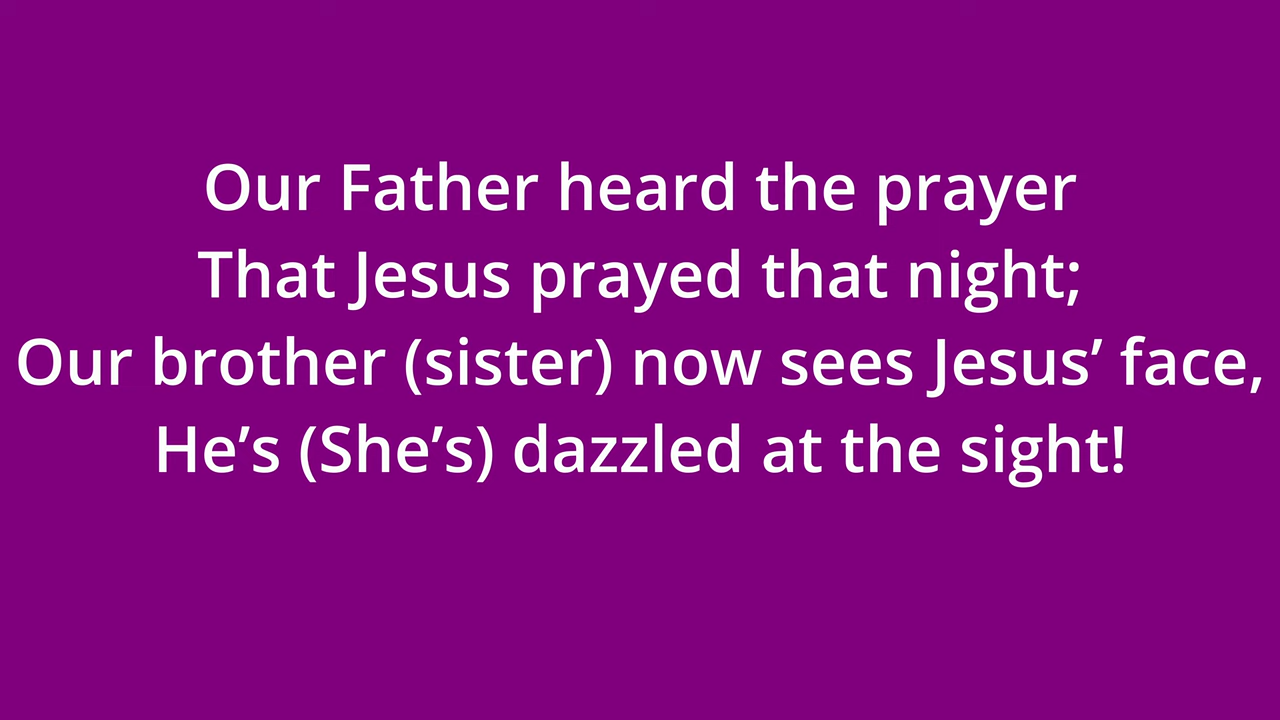 Our Father heard the prayer
That Jesus prayed that night;
Our brother (sister) now sees Jesus’ face,
He’s (She’s) dazzled at the sight!